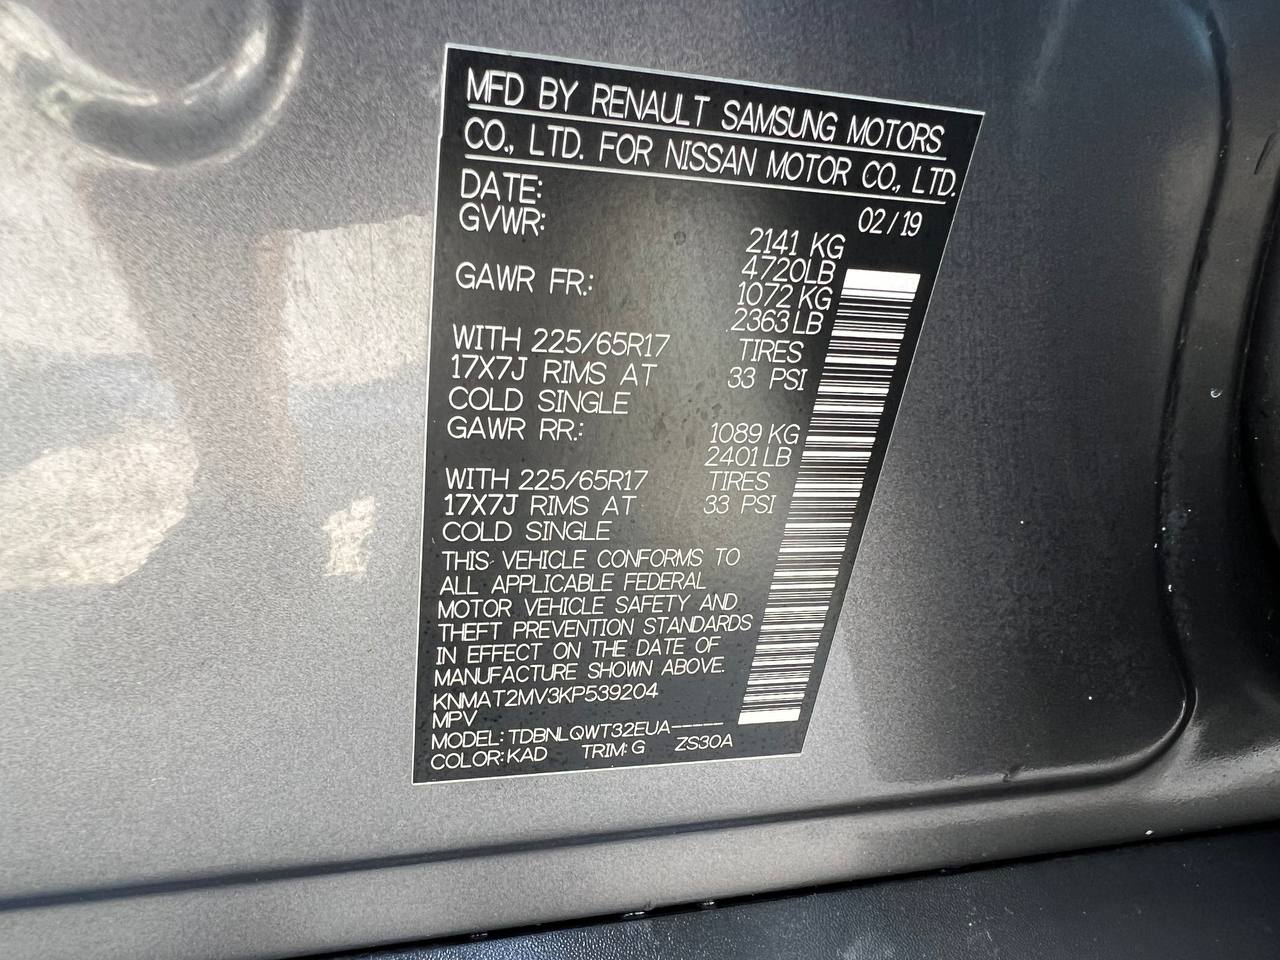 MFD BY RENAULT SAMSUNG MOTORS
CO., LTD. FOR NISSAN MOTOR CO., LTD.
DATE: 02/19
GVWR: 2141 KG
4720LB
GAWR FR.: 1072 KG
2363 LB
WITH 225/65R17 TIRES
17X7J RIMS AT 33 PSI
COLD SINGLE
GAWR RR.: 1089 KG
2401 LB
WITH 225/65R17 TIRES
17X7J RIMS AT 33 PSI
COLD SINGLE
THIS VEHICLE CONFORMS TO
ALL APPLICABLE FEDERAL
MOTOR VEHICLE SAFETY AND
THEFT PREVENTION STANDARDS
IN EFFECT ON THE DATE OF
MANUFACTURE SHOWN ABOVE.
KNMAT2MV3KP539204
MPV
MODEL: TDBNLQWT32EUA-----
COLOR: KAD TRIM: G ZS30A